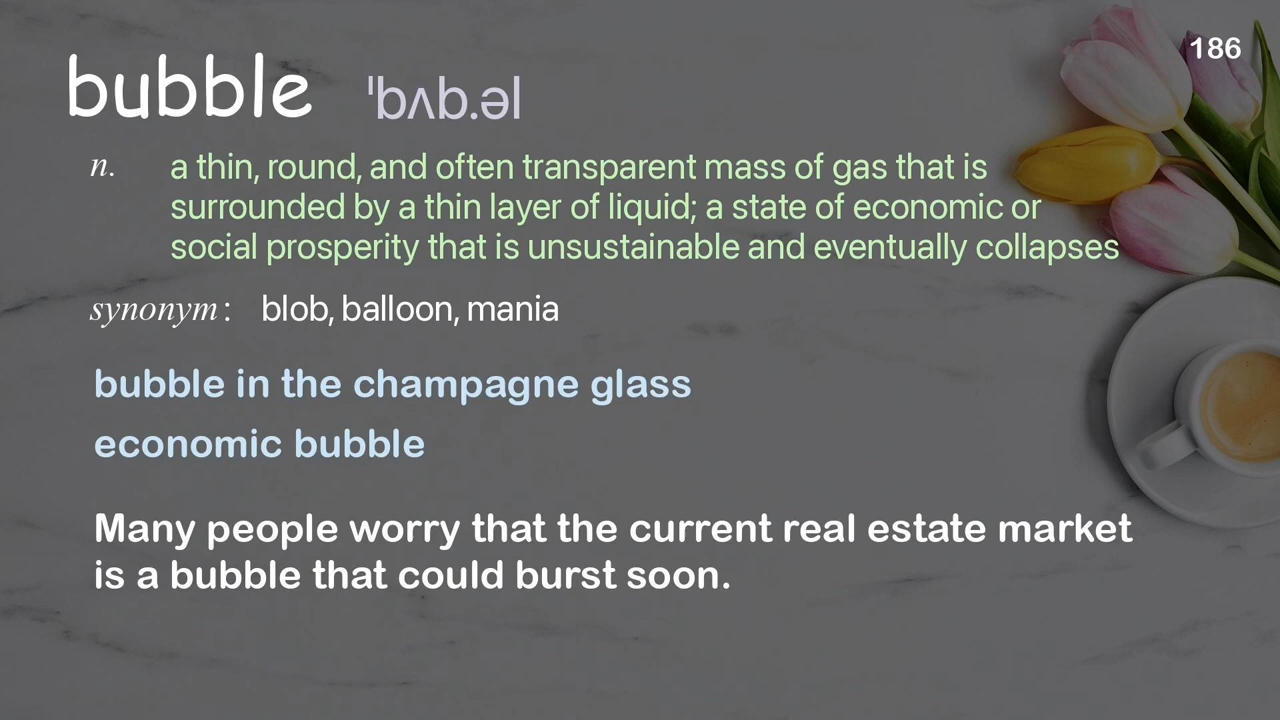 186
bubble ˈbʌb.əl
n. a thin, round, and often transparent mass of gas that is
surrounded by a thin layer of liquid; a state of economic or
social prosperity that is unsustainable and eventually collapses
synonym: blob, balloon, mania
bubble in the champagne glass
economic bubble
Many people worry that the current real estate market
is a bubble that could burst soon.